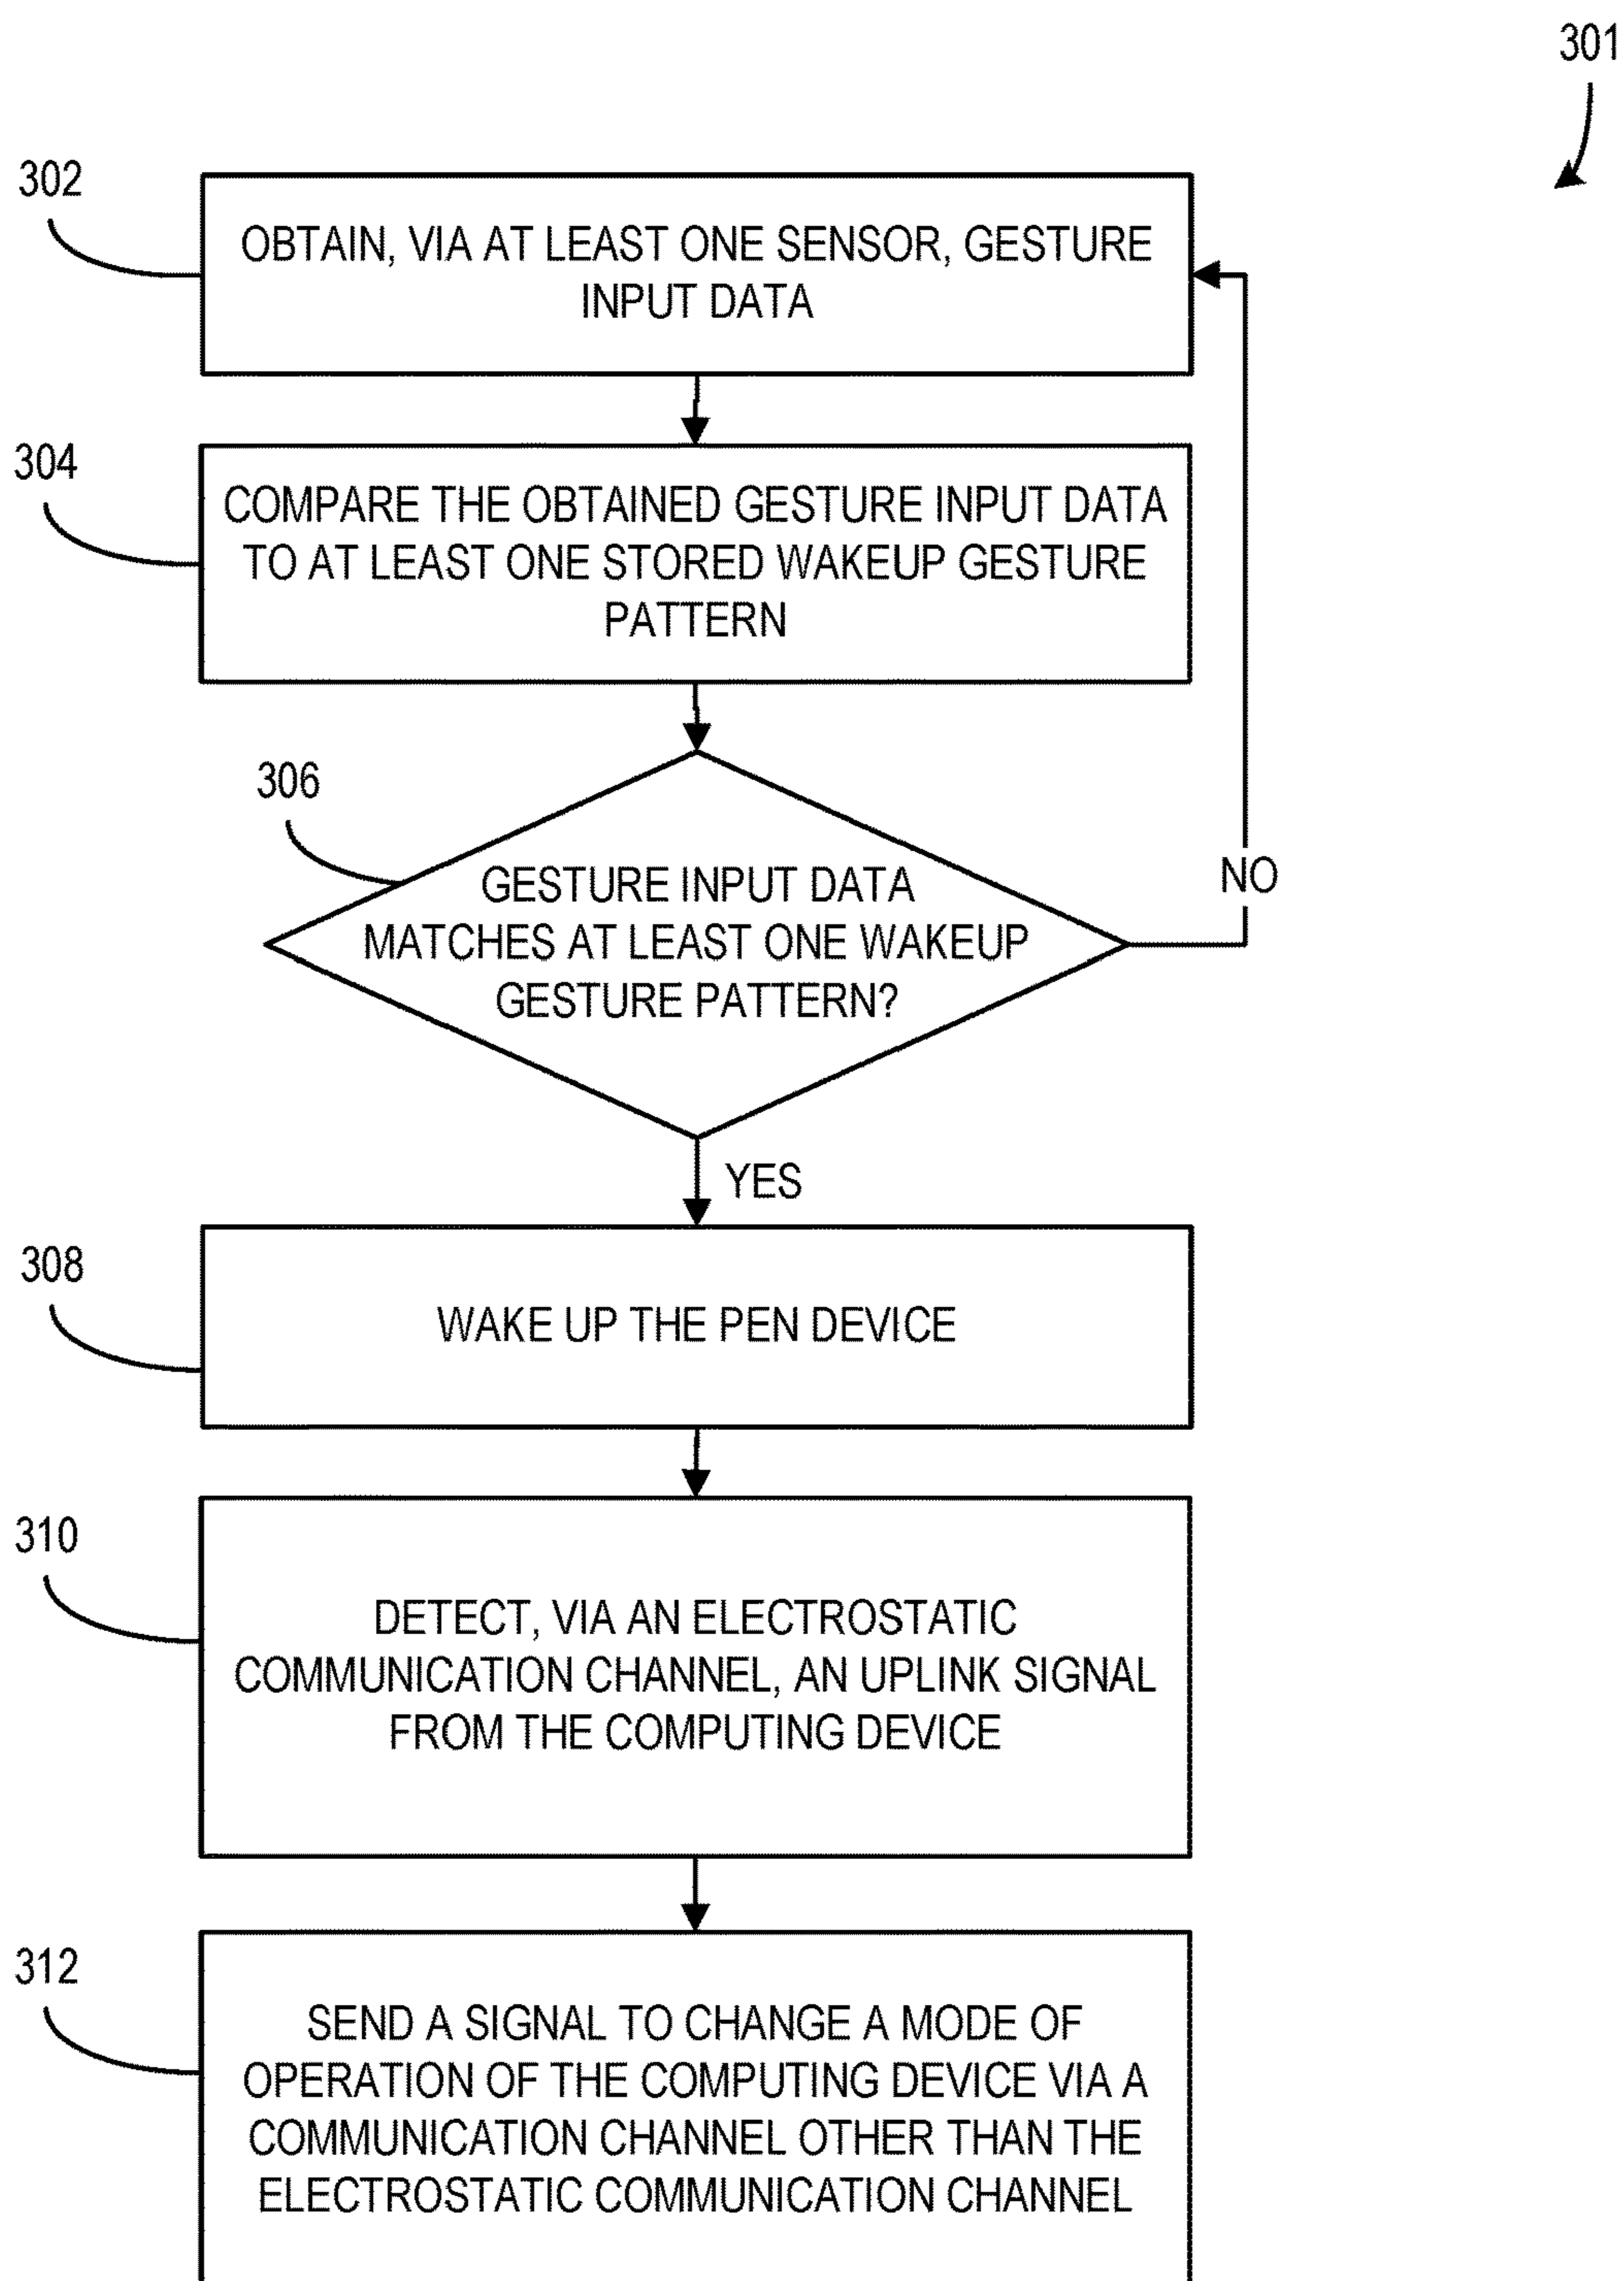 301
302
OBTAIN, VIA AT LEAST ONE SENSOR, GESTURE
INPUT DATA
304
COMPARE THE OBTAINED GESTURE INPUT DATA
TO AT LEAST ONE STORED WAKEUP GESTURE
PATTERN
306
GESTURE INPUT DATA
MATCHES AT LEAST ONE WAKEUP
GESTURE PATTERN?
NO
YES
308
WAKE UP THE PEN DEVICE
310
DETECT, VIA AN ELECTROSTATIC
COMMUNICATION CHANNEL, AN UPLINK SIGNAL
FROM THE COMPUTING DEVICE
312
SEND A SIGNAL TO CHANGE A MODE OF
OPERATION OF THE COMPUTING DEVICE VIA A
COMMUNICATION CHANNEL OTHER THAN THE
ELECTROSTATIC COMMUNICATION CHANNEL